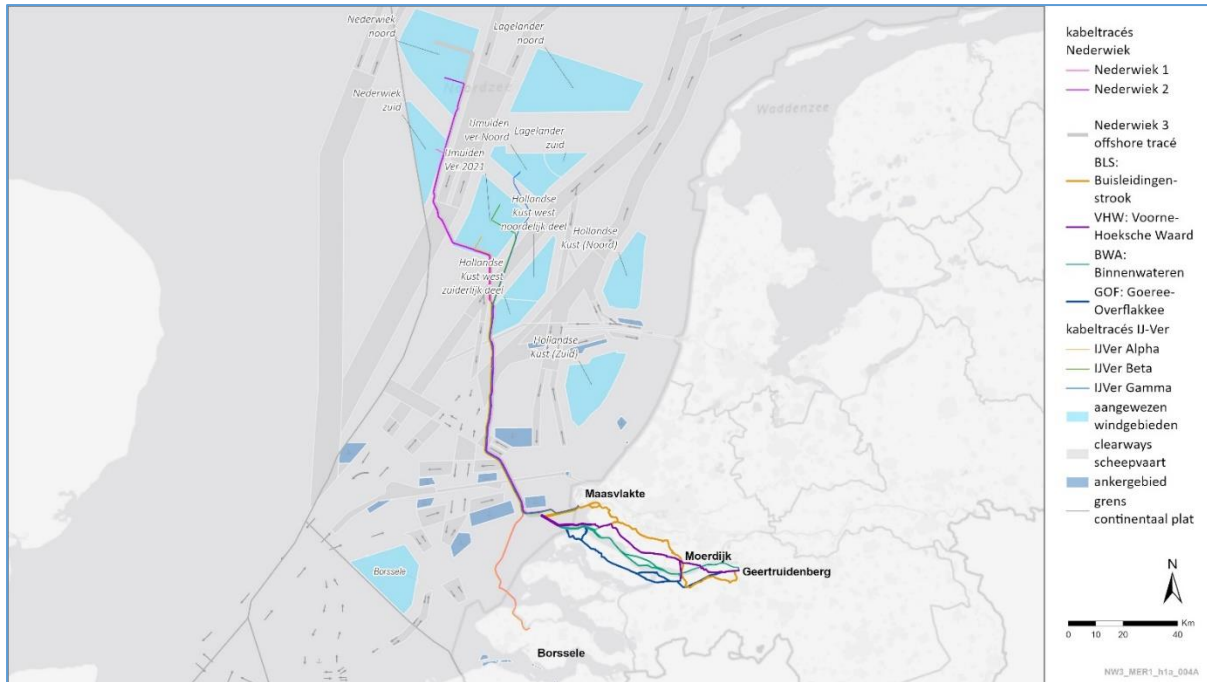 Nederwiek
noord
Lagelander
noord
Noordzee
Waddenzee
Nederwiek
zuid
IJmuiden
ver Noord
Lagelander
zuid
IJmuiden
Ver 2021
Hollandse
Kust west
noordelijk deel
Hollandse
Kust (Noord)
Hollandse
Kust west
zuiderlijk deel
Hollandse
Kust (Zuid)
Maasvlakte
Moerdijk
Geertruidenberg
Borssele
Borssele
kabeltracés
Nederwiek
Nederwiek 1
Nederwiek 2
Nederwiek 3
offshore tracé
BLS:
Buisleidingen-
strook
VHW: Voorne-
Hoeksche Waard
BWA:
Binnenwateren
GOF: Goeree-
Overflakkee
kabeltracés IJ-Ver
IJVer Alpha
IJVer Beta
IJVer Gamma
aangewezen
windgebieden
clearways
scheepvaart
ankergebied
grens
continentaal plat
N
Km
0 10 20 40
NW3_MER1_h1a_004A